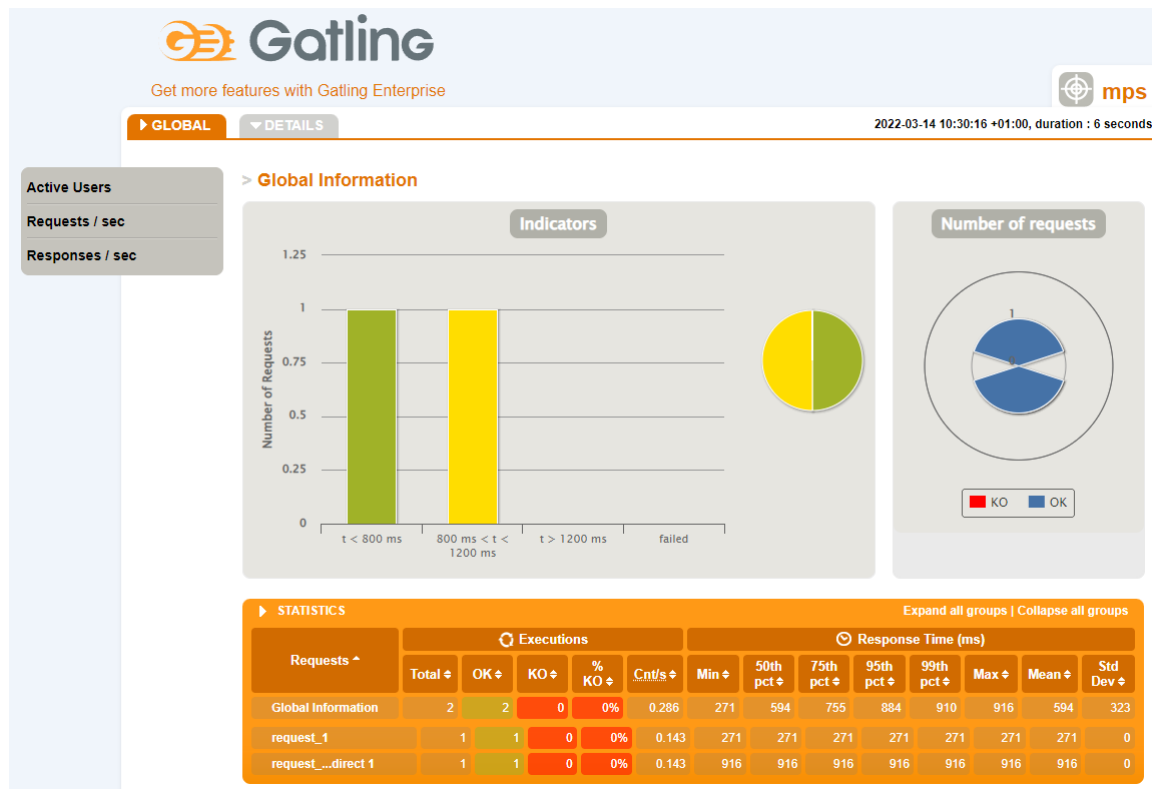 Gatling
Get more features with Gatling Enterprise
mps
GLOBAL
DETAILS
2022-03-14 10:30:16 +01:00, duration : 6 seconds
Active Users
Requests / sec
Responses / sec
> Global Information
Indicators
Number of Requests
1.25
1
0.75
0.5
0.25
0
t < 800 ms
800 ms < t <
1200 ms
t > 1200 ms
failed
Number of requests
1
KO OK
STATISTICS
Expand all groups | Collapse all groups
Requests
Executions
Response Time (ms)
Total OK KO % KO Cnt/s Min 50th pct 75th pct 95th pct 99th pct Max Mean Std Dev
Global Information 2 2 0 0% 0.286 271 594 755 884 910 916 594 323
request_1 1 1 0 0% 0.143 271 271 271 271 271 271 271 0
request_...direct 1 1 1 0 0% 0.143 916 916 916 916 916 916 916 0